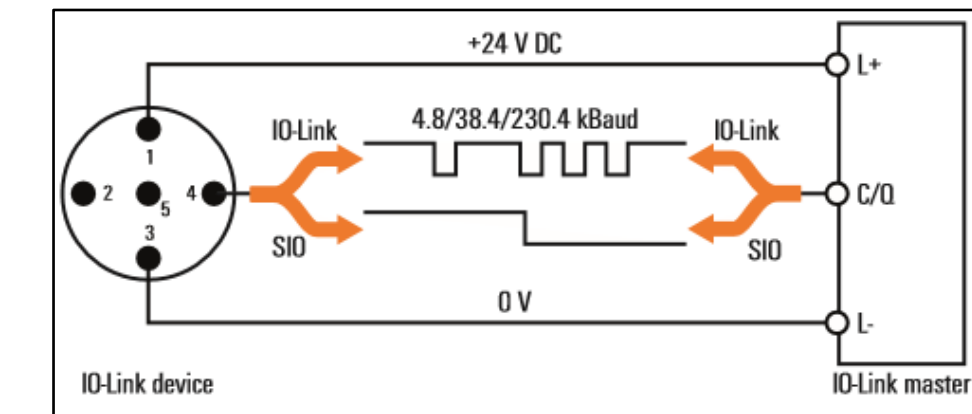 +24 V DC
L+
4.8/38.4/230.4 kBaud
IO-Link
IO-Link
1
2
5
4
C/Q
3
SIO
SIO
0 V
L-
IO-Link device
IO-Link master